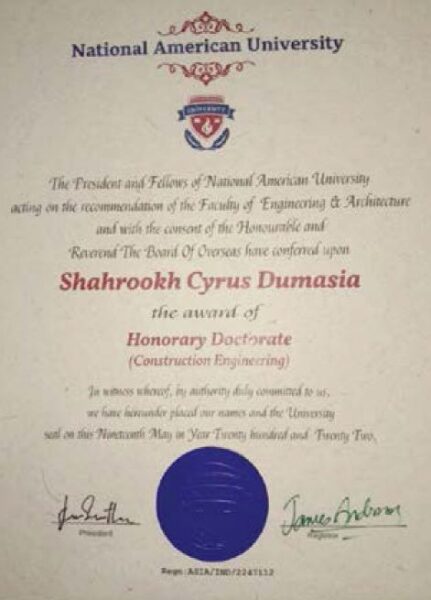 National American University
UNIVERSITY
The President and Fellows of National American University
acting on the recommendation of the Faculty of Engineering & Architecture
and with the consent of the Honourable and
Reverend The Board Of Overseas have conferred upon
Shahrookh Cyrus Dumasia
the award of
Honorary Doctorate
(Construction Engineering)
In witness whereof, by authority duly committed to us,
we have hereunder placed our names and the University
seal on this Nineteenth May in Year Twenty hundred and Twenty Two.
President
James
Registrar
Regn:ASIA/IND/2247112